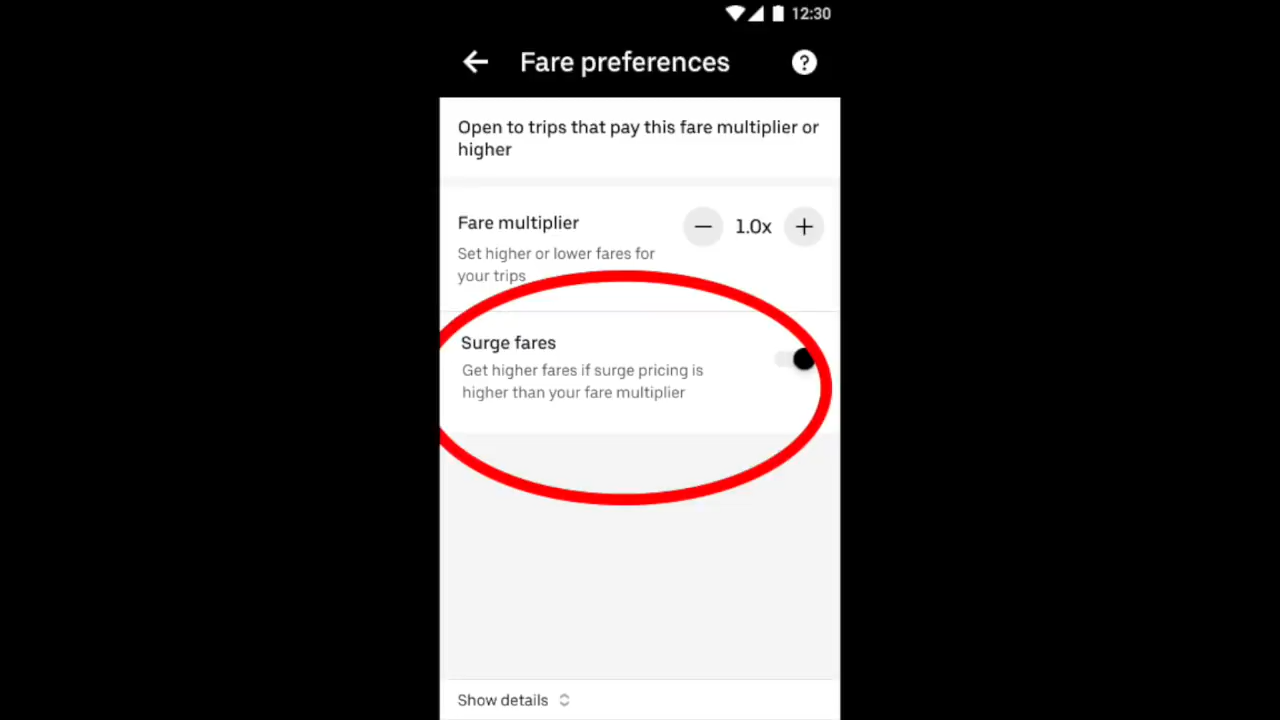 12:30
Fare preferences
?
Open to trips that pay this fare multiplier or
higher
Fare multiplier
− 1.0x +
Set higher or lower fares for
your trips
Surge fares
Get higher fares if surge pricing is
higher than your fare multiplier
Show details